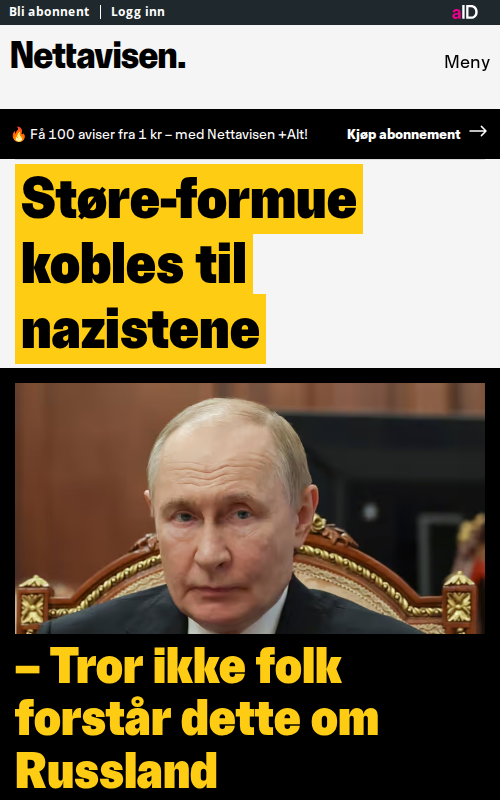 Bli abonnent | Logg inn
aID
Nettavisen.
Meny
🔥 Få 100 aviser fra 1 kr – med Nettavisen +Alt! Kjøp abonnement →
Støre-formue
kobles til
nazistene
– Tror ikke folk
forstår dette om
Russland